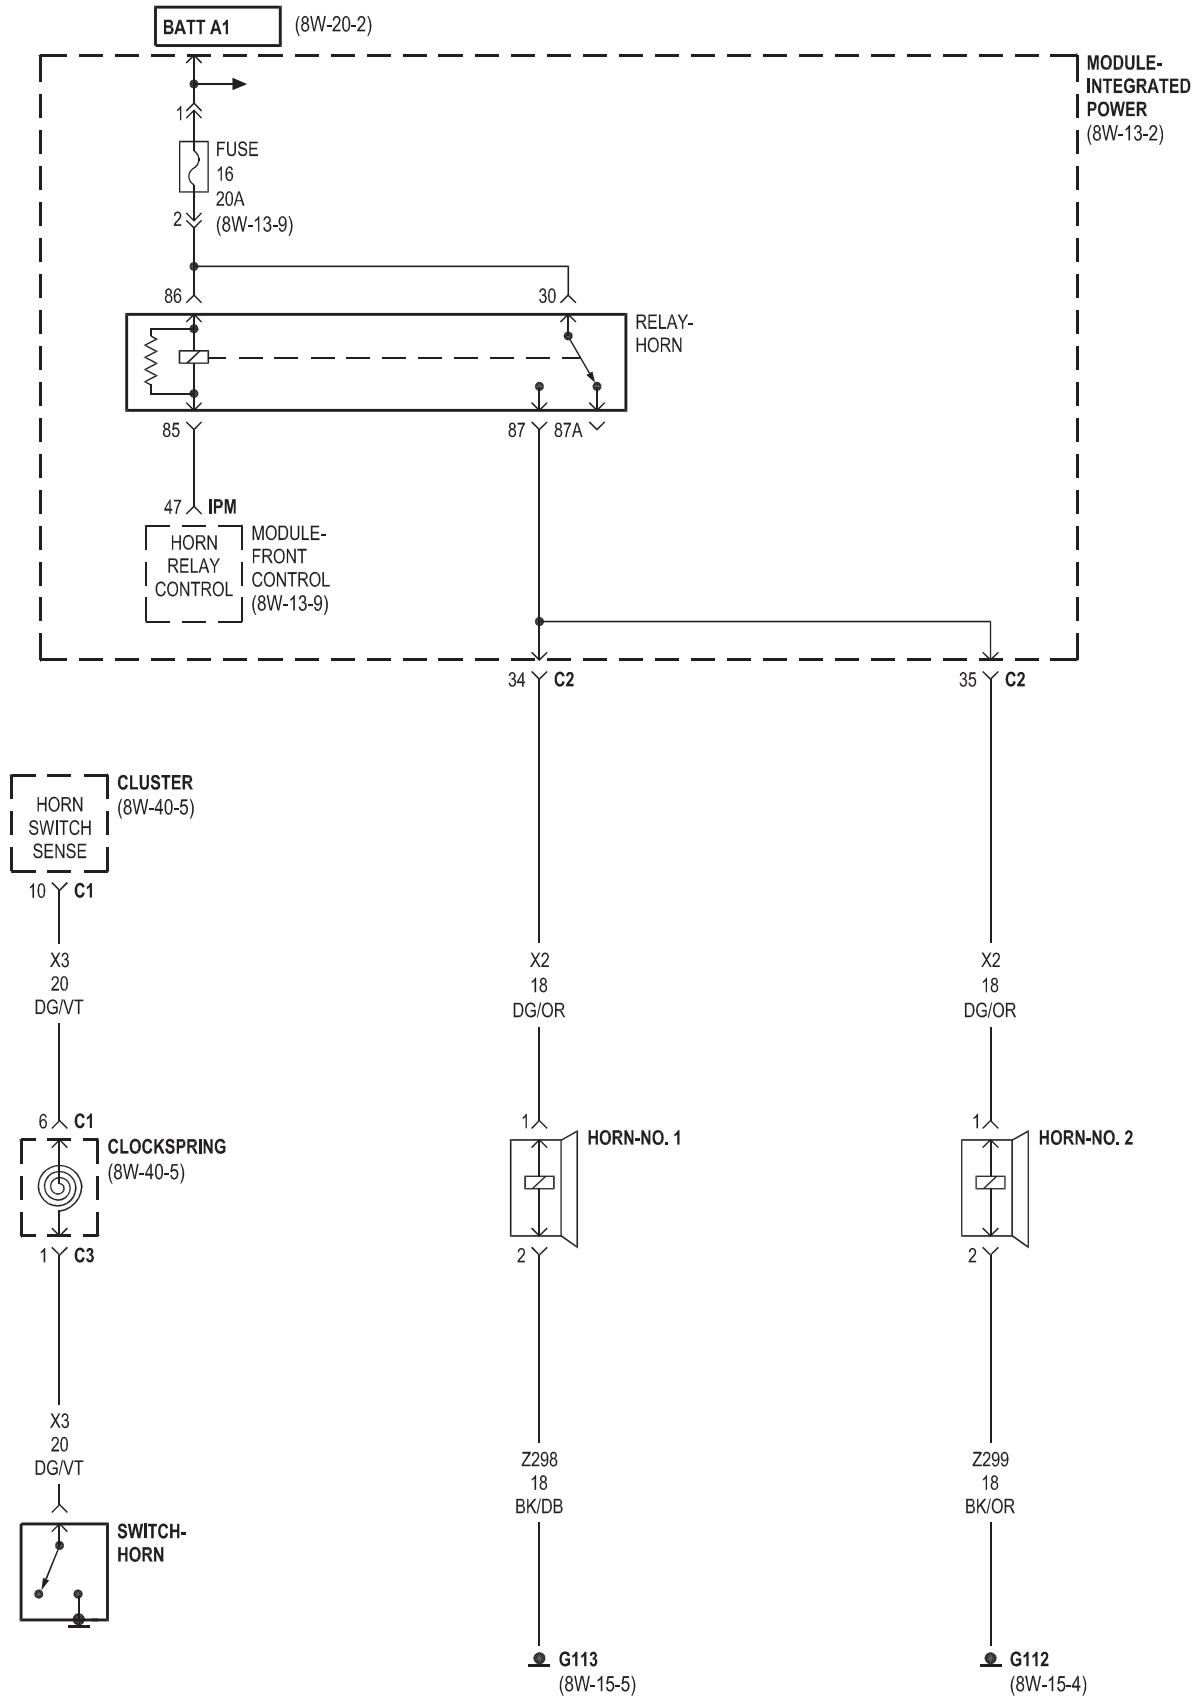 BATT A1
(8W-20-2)
MODULE-
INTEGRATED
POWER
(8W-13-2)
1
FUSE
16
20A
(8W-13-9)
2
86
30
RELAY-
HORN
85
87
87A
47
IPM
HORN
RELAY
CONTROL
MODULE-
FRONT
CONTROL
(8W-13-9)
34
C2
35
C2
HORN
SWITCH
SENSE
CLUSTER
(8W-40-5)
10
C1
X3
20
DG/VT
X2
18
DG/OR
X2
18
DG/OR
6
C1
CLOCKSPRING
(8W-40-5)
1
C3
1
HORN-NO. 1
2
1
HORN-NO. 2
2
X3
20
DG/VT
Z298
18
BK/DB
Z299
18
BK/OR
SWITCH-
HORN
G113
(8W-15-5)
G112
(8W-15-4)